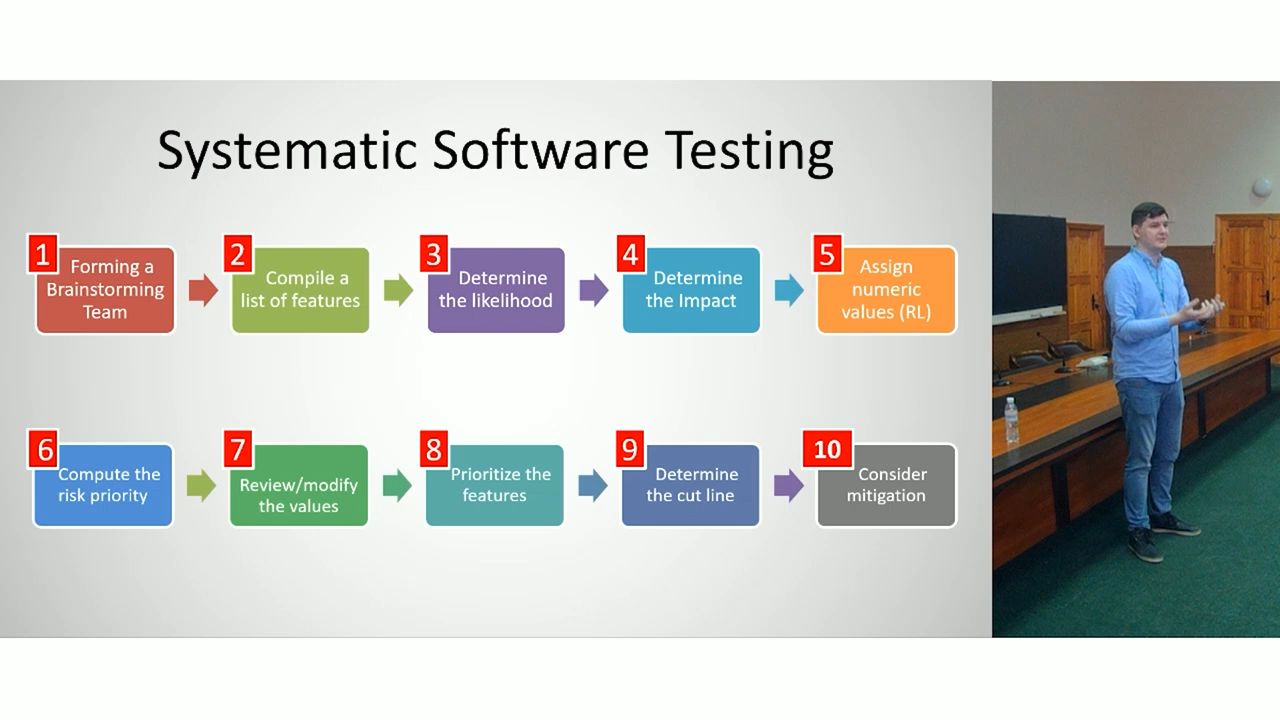 Systematic Software Testing
1
Forming a
Brainstorming
Team
2
Compile a
list of features
3
Determine
the likelihood
4
Determine
the Impact
5
Assign
numeric
values (RL)
6
Compute the
risk priority
7
Review/modify
the values
8
Prioritize the
features
9
Determine
the cut line
10
Consider
mitigation